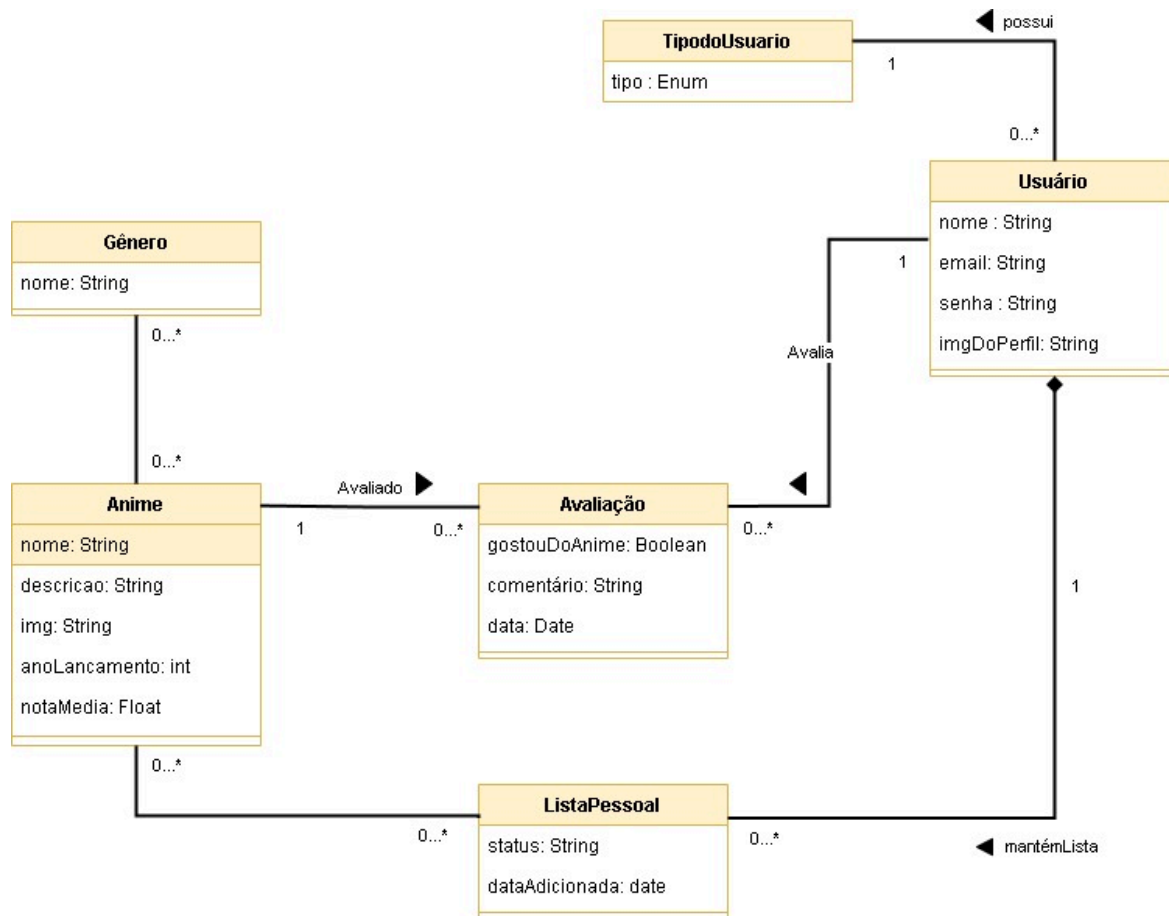 possui
TipodoUsuario
tipo : Enum
1
0...*
Usuário
nome : String
email: String
senha : String
imgDoPerfil: String
1
Gênero
nome: String
0...*
Avalia
0...*
Anime
nome: String
descricao: String
img: String
anoLancamento: int
notaMedia: Float
Avaliado
1
0...*
Avaliação
gostouDoAnime: Boolean
comentário: String
data: Date
0...*
1
0...*
0...*
ListaPessoal
status: String
dataAdicionada: date
0...*
mantémLista